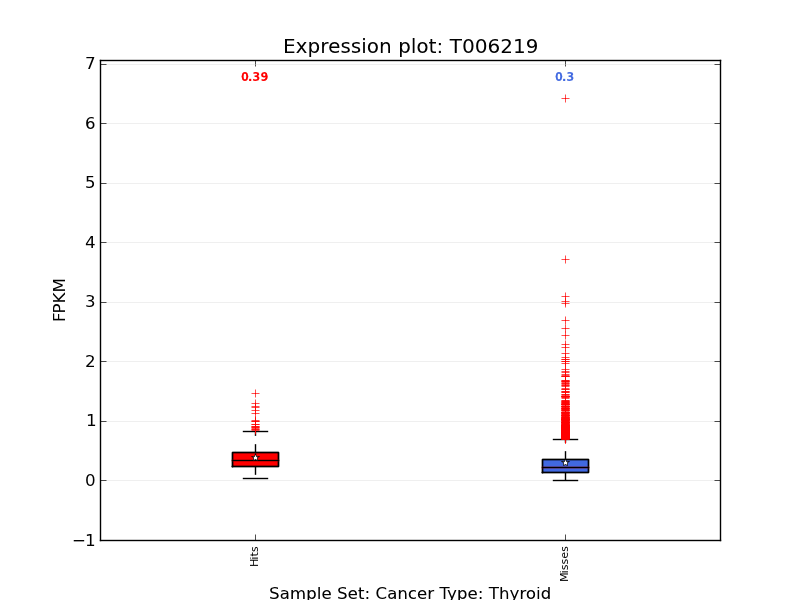 Expression plot: T006219
0.39
0.3
7
6
5
4
3
2
1
0
−1
FPKM
Hits
Misses
Sample Set: Cancer Type: Thyroid